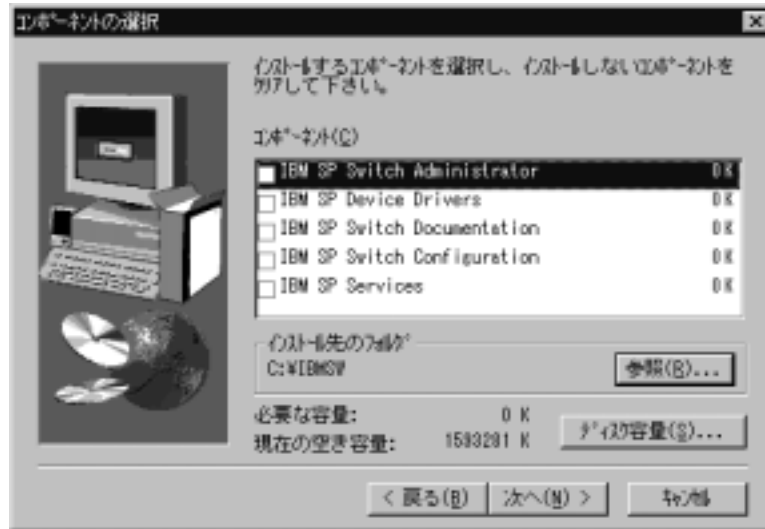 コンポーネントの選択
インストールするコンポーネントを選択し、インストールしないコンポーネントを
クリアして下さい。
コンポーネント(C)
IBM SP Switch Administrator 0 K
IBM SP Device Drivers 0 K
IBM SP Switch Documentation 0 K
IBM SP Switch Configuration 0 K
IBM SP Services 0 K
インストール先のフォルダ
C:¥IBMSW
参照(R)...
必要な容量: 0 K
現在の空き容量: 1593281 K
ディスク容量(S)...
< 戻る(B)
次へ(N) >
キャンセル